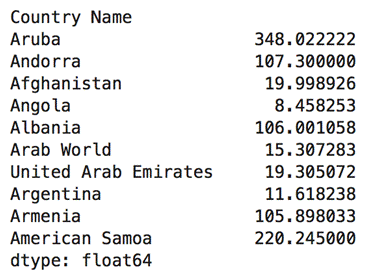 Country Name
Aruba 348.022222
Andorra 107.300000
Afghanistan 19.998926
Angola 8.458253
Albania 106.001058
Arab World 15.307283
United Arab Emirates 19.305072
Argentina 11.618238
Armenia 105.898033
American Samoa 220.245000
dtype: float64